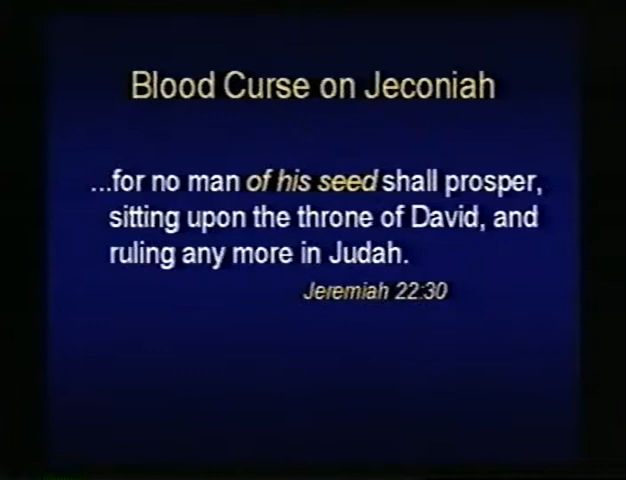 Blood Curse on Jeconiah
...for no man of his seed shall prosper,
sitting upon the throne of David, and
ruling any more in Judah.
Jeremiah 22:30